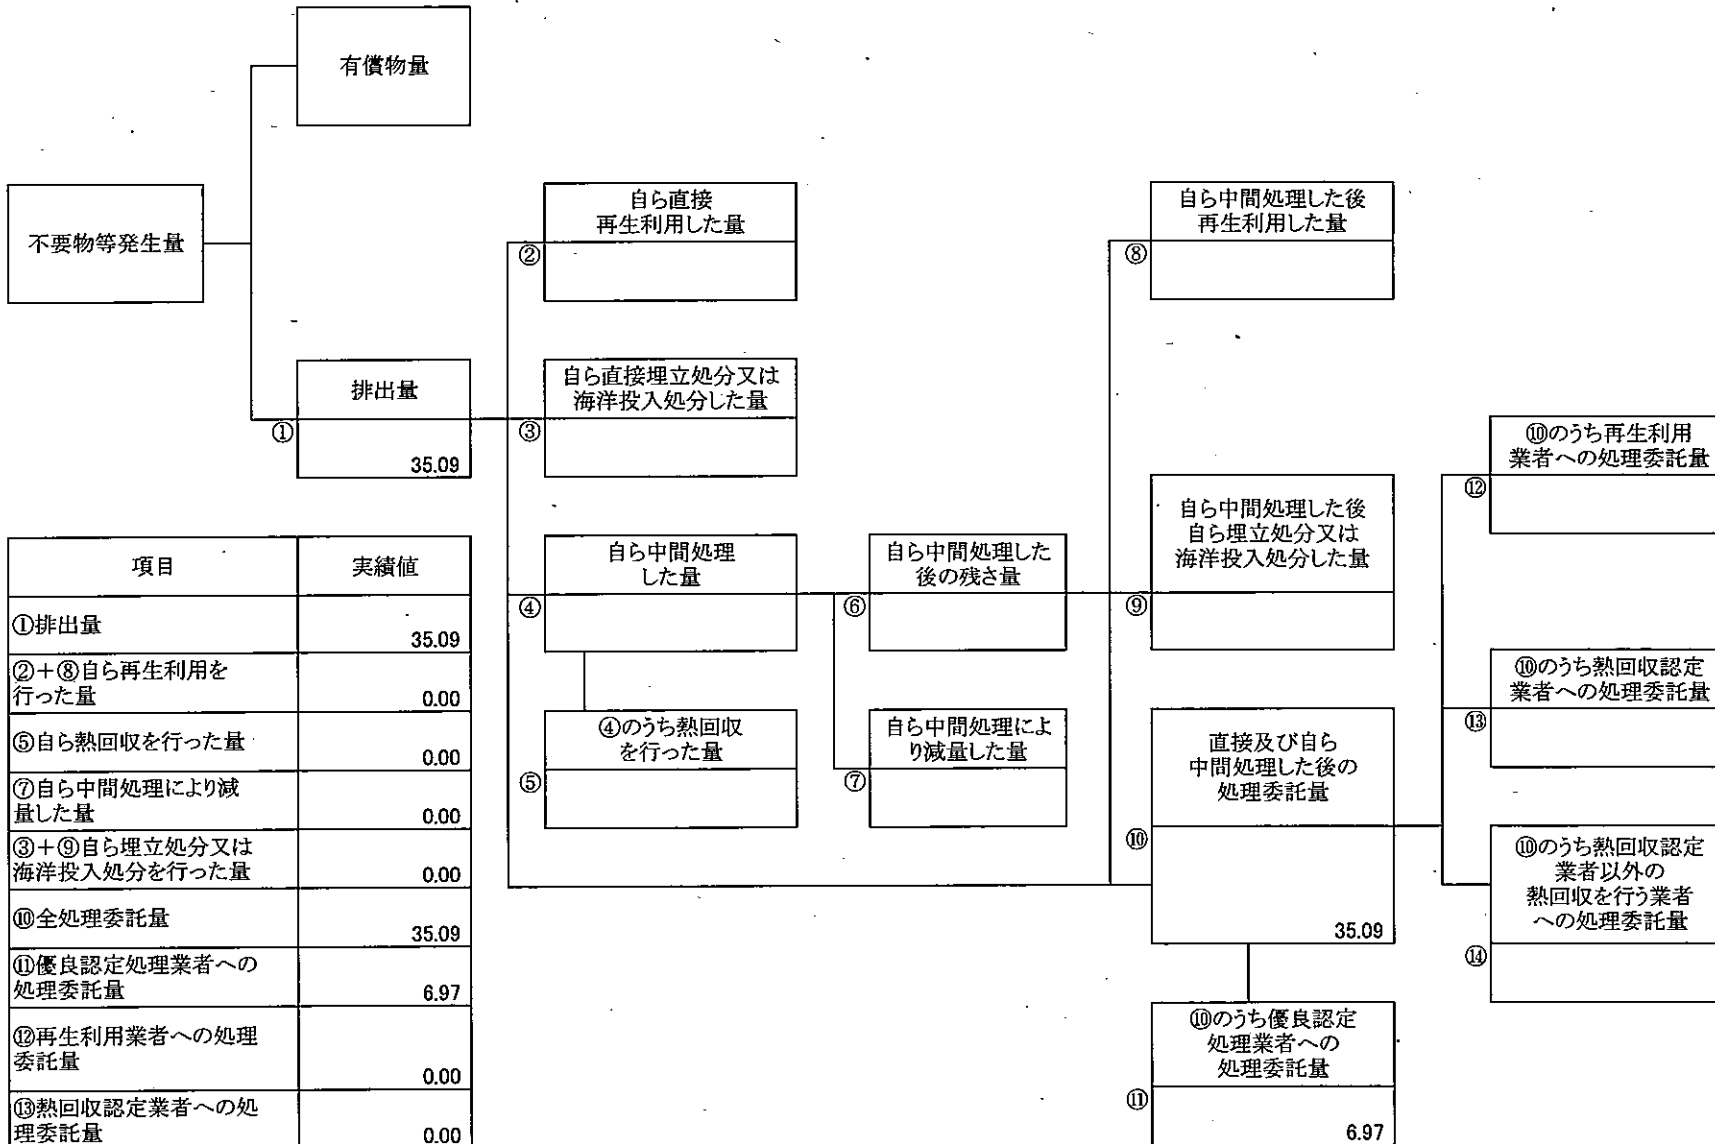 有償物量
不要物等発生量
自ら直接
再生利用した量
②
自ら中間処理した後
再生利用した量
⑧
排出量
①
35.09
自ら直接埋立処分又は
海洋投入処分した量
③
⑩のうち再生利用
業者への処理委託量
⑫
自ら中間処理
した量
④
自ら中間処理した
後の残さ量
⑥
自ら中間処理した後
自ら埋立処分又は
海洋投入処分した量
⑨
④のうち熱回収
を行った量
⑤
自ら中間処理によ
り減量した量
⑦
直接及び自ら
中間処理した後の
処理委託量
⑩
35.09
⑩のうち熱回収認定
業者への処理委託量
⑬
⑩のうち熱回収認定
業者以外の
熱回収を行う業者
への処理委託量
⑭
⑩のうち優良認定
処理業者への
処理委託量
⑪
6.97
項目 実績値
①排出量 35.09
②+⑧自ら再生利用を
行った量 0.00
⑤自ら熱回収を行った量 0.00
⑦自ら中間処理により減
量した量 0.00
③+⑨自ら埋立処分又は
海洋投入処分を行った量 0.00
⑩全処理委託量 35.09
⑪優良認定処理業者への
処理委託量 6.97
⑫再生利用業者への処理
委託量 0.00
⑬熱回収認定業者への処
理委託量 0.00